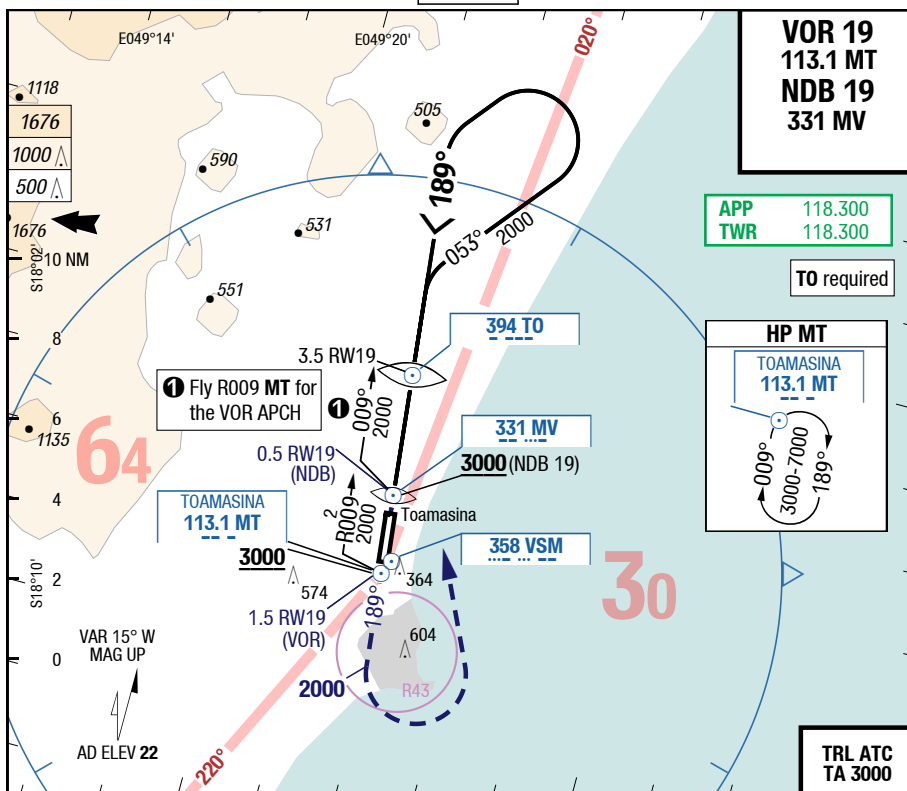 E049°14'
E049°20'
020°
VOR 19
113.1 MT
NDB 19
331 MV
1118
1676
1000
500
505
590
189°
531
053°
2000
1676
S18°02'
10 NM
551
APP 118.300
TWR 118.300
TO required
8
394 TO
HP MT
TOAMASINA
113.1 MT
009°
3000-7000
189°
3.5 RW19
❶ Fly R009 MT for
the VOR APCH
❶
009°
2000
6
1135
64
331 MV
0.5 RW19
(NDB)
3000 (NDB 19)
4
TOAMASINA
113.1 MT
R009
2
2000
Toamasina
3000
358 VSM
S18°10'
2
574
364
30
1.5 RW19
(VOR)
189°
VAR 15° W
MAG UP
0
604
2000
R43
AD ELEV 22
220°
TRL ATC
TA 3000